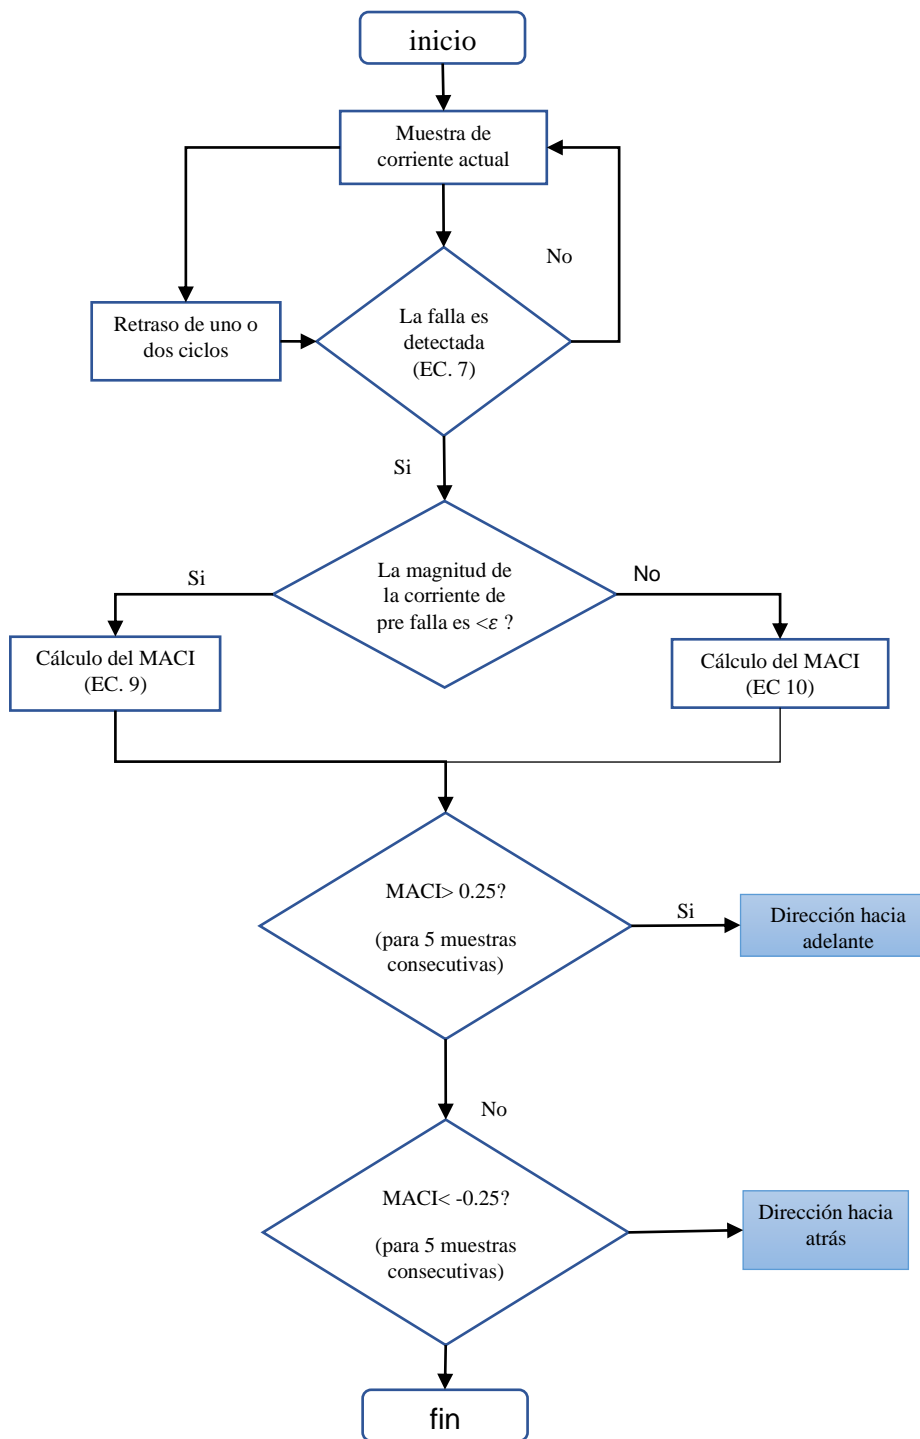 inicio
Muestra de
corriente actual
No
Retraso de uno o
dos ciclos
La falla es
detectada
(EC. 7)
Si
La magnitud de
la corriente de
pre falla es <ε ?
Si
No
Cálculo del MACI
(EC. 9)
Cálculo del MACI
(EC 10)
MACI> 0.25?
(para 5 muestras
consecutivas)
Si
Dirección hacia
adelante
No
MACI< -0.25?
(para 5 muestras
consecutivas)
Dirección hacia
atrás
fin